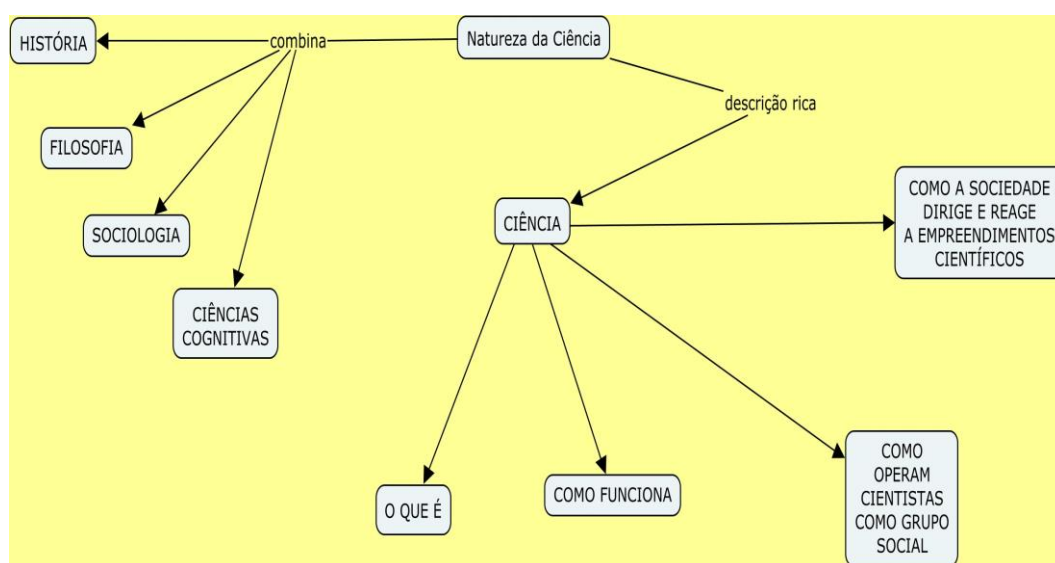 HISTÓRIA
combina
Natureza da Ciência
descrição rica
FILOSOFIA
SOCIOLOGIA
CIÊNCIAS
COGNITIVAS
CIÊNCIA
COMO A SOCIEDADE
DIRIGE E REAGE
A EMPREENDIMENTOS
CIENTÍFICOS
O QUE É
COMO FUNCIONA
COMO
OPERAM
CIENTISTAS
COMO GRUPO
SOCIAL